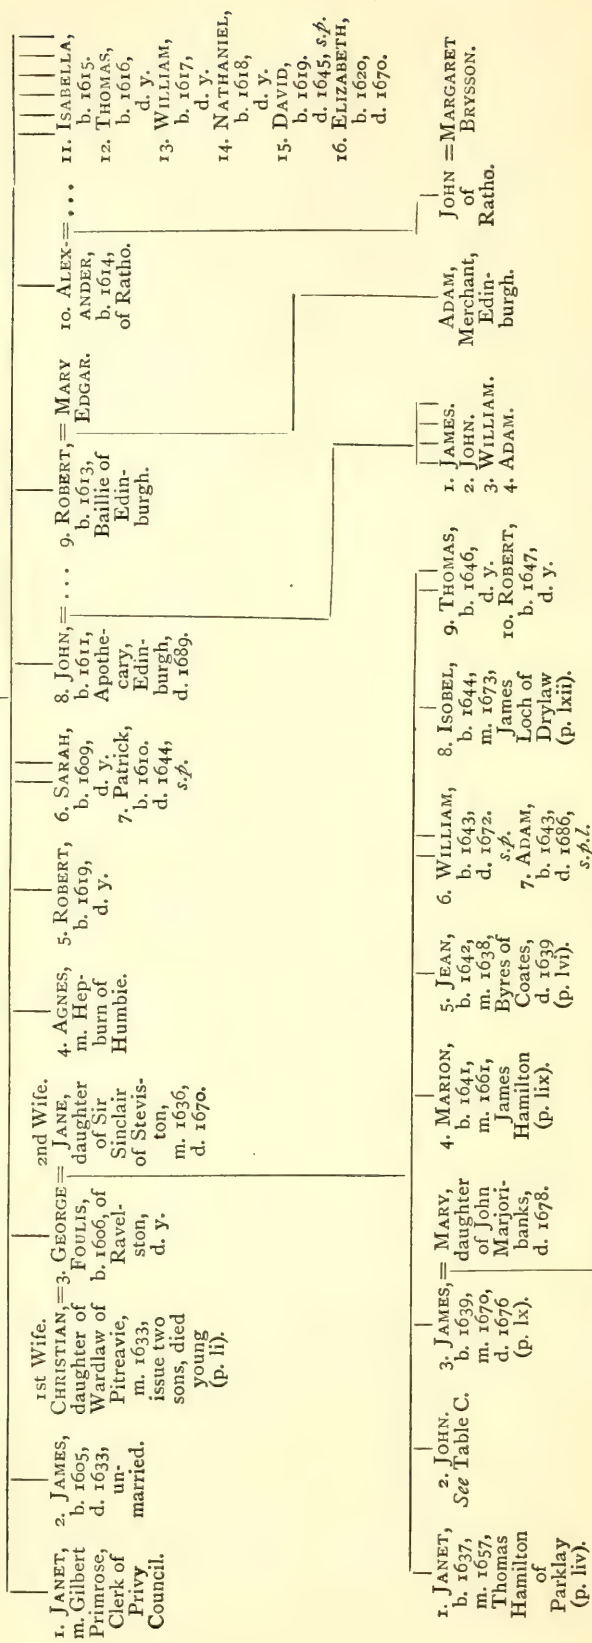 1. JANET,
m. Gilbert
Primrose,
Clerk of
Privy
Council.
2. JAMES,
b. 1605,
d. 1633,
un-
married.
1st Wife.
CHRISTIAN,=3. GEORGE = JANE,
daughter of
Wardlaw of
Pitreavie,
m. 1633,
issue two
sons, died
young
(p. li).
FOULIS,
b. 1606, of
Ravel-
ston,
d. y.
2nd Wife.
daughter
of Sir
Sinclair
of Stevis-
ton,
m. 1636,
d. 1670.
4. AGNES,
m. Hep-
burn of
Humbie.
5. ROBERT,
b. 1619,
d. y.
6. SARAH,
b. 1609,
d. y.
7. Patrick,
b. 1610.
d. 1644,
s.p.
8. JOHN,=...
b. 1611,
Apothe-
cary,
Edin-
burgh,
d. 1689.
9. ROBERT,= MARY
b. 1613,
Baillie of
Edin-
burgh.
EDGAR.
10. ALEX-=...
ANDER,
b. 1614,
of Ratho.
11. ISABELLA,
b. 1615.
12. THOMAS,
b. 1616,
d. y.
13. WILLIAM,
b. 1617,
d. y.
14. NATHANIEL,
b. 1618,
d. y.
15. DAVID,
b. 1619.
d. 1645, s.p.
16. ELIZABETH,
b. 1620,
d. 1670.
1. JANET,
b. 1637,
m. 1657,
Thomas
Hamilton
of
Parklay
(p. liv).
2. JOHN.
See Table C.
3. JAMES,= MARY,
b. 1639,
m. 1670,
d. 1676
(p. lx).
daughter
of John
Marjori-
banks,
d. 1678.
4. MARION,
b. 1641,
m. 1661,
James
Hamilton
(p. lix).
5. JEAN,
b. 1642,
m. 1638,
Byres of
Coates,
d. 1639
(p. lvi).
6. WILLIAM,
b. 1643,
d. 1672.
s.p.
7. ADAM,
b. 1643,
d. 1686,
s.p.l.
8. ISOBEL,
b. 1644,
m. 1673,
James
Loch of
Drylaw
(p. lxii).
9. THOMAS,
b. 1646,
d. y.
10. ROBERT,
b. 1647,
d. y.
1. JAMES.
2. JOHN.
3. WILLIAM.
4. ADAM.
ADAM,
Merchant,
Edin-
burgh.
JOHN =MARGARET
of
Ratho.
BRYSSON.